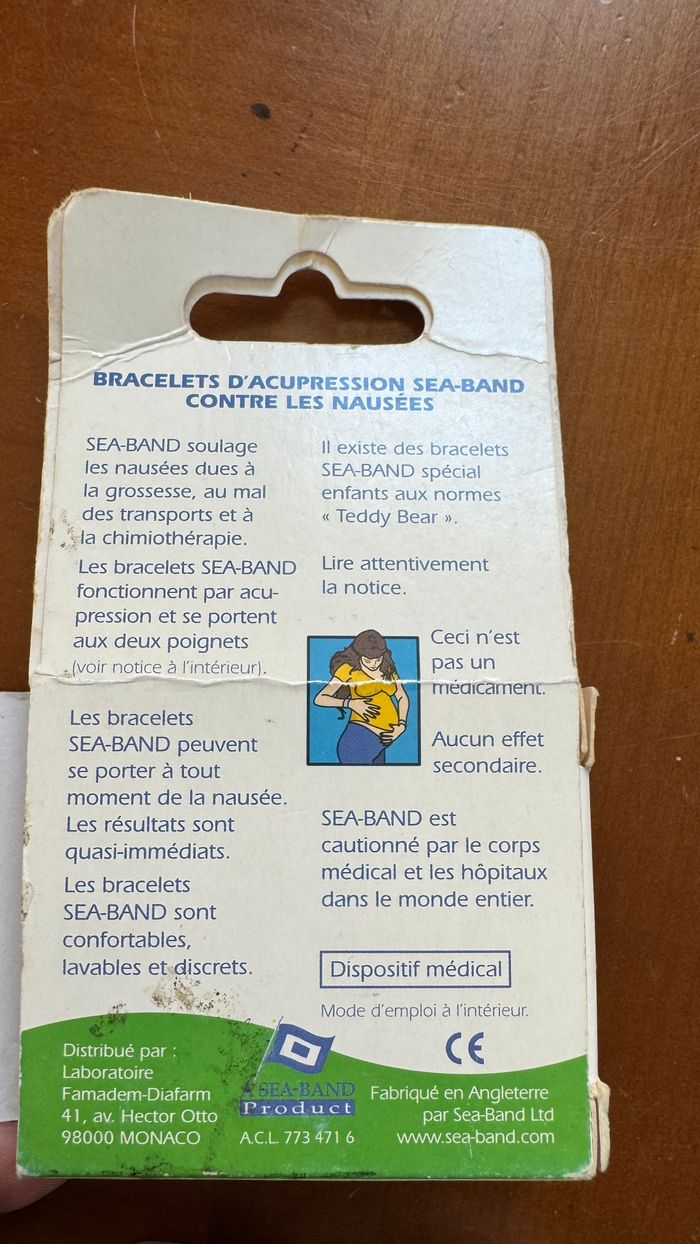 BRACELETS D'ACUPRESSION SEA-BAND
CONTRE LES NAUSÉES
SEA-BAND soulage
les nausées dues à
la grossesse, au mal
des transports et à
la chimiothérapie.
Les bracelets SEA-BAND
fonctionnent par acu-
pression et se portent
aux deux poignets
(voir notice à l'intérieur).
Les bracelets
SEA-BAND peuvent
se porter à tout
moment de la nausée.
Les résultats sont
quasi-immédiats.
Les bracelets
SEA-BAND sont
confortables,
lavables et discrets.
Il existe des bracelets
SEA-BAND spécial
enfants aux normes
« Teddy Bear ».
Lire attentivement
la notice.
Ceci n'est
pas un
médicament.
Aucun effet
secondaire.
SEA-BAND est
cautionné par le corps
médical et les hôpitaux
dans le monde entier.
Dispositif médical
Mode d'emploi à l'intérieur.
CE
Distribué par :
Laboratoire
Famadem-Diafarm
41, av. Hector Otto
98000 MONACO
A SEA-BAND
Product
A.C.L. 773 471 6
Fabriqué en Angleterre
par Sea-Band Ltd
www.sea-band.com